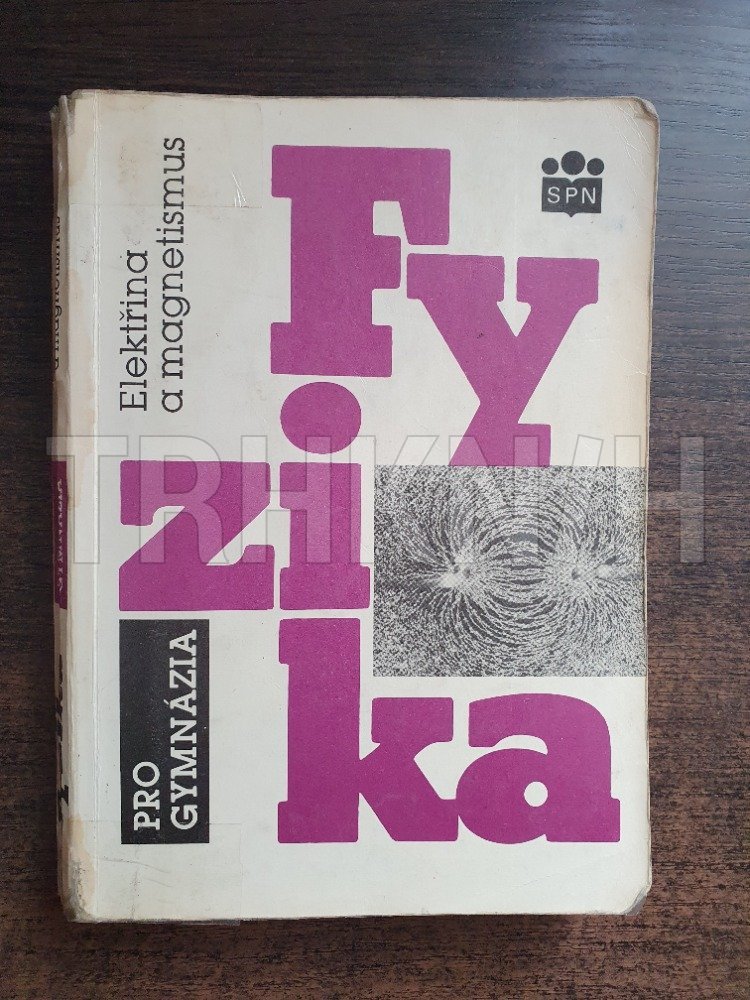 Elektřina
a magnetismus
SPN
Fy
zi
ka
PRO
GYMNÁZIA
TRHKNIH